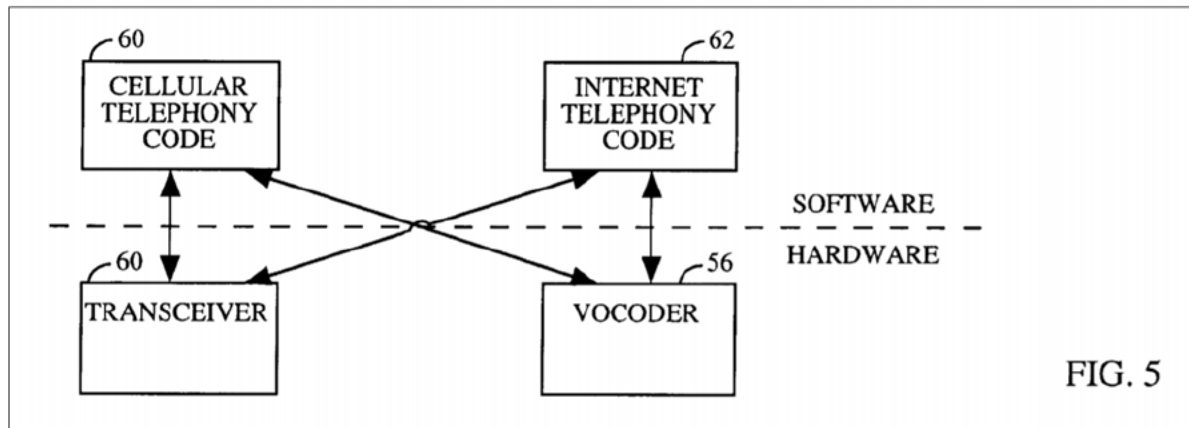 60
CELLULAR
TELEPHONY
CODE
62
INTERNET
TELEPHONY
CODE
SOFTWARE
HARDWARE
60
TRANSCEIVER
56
VOCODER
FIG. 5